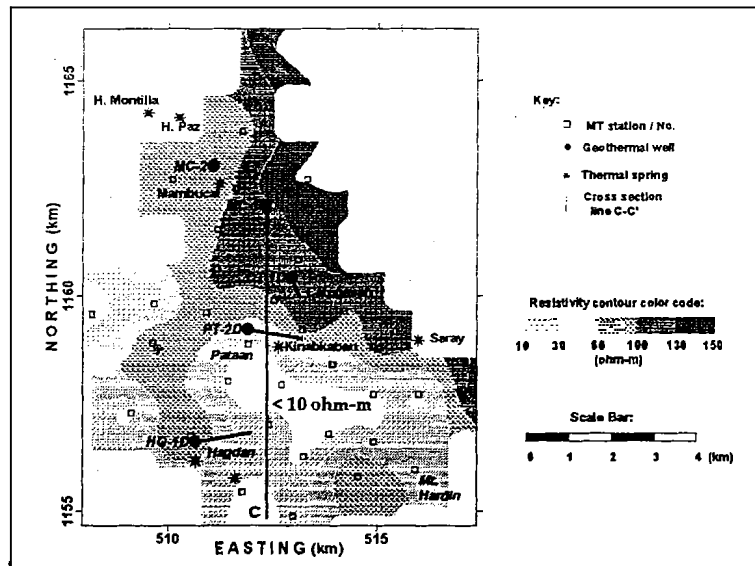 1165
1160
1155
NORTHING (km)
H. Montilla
H. Paz
MC-2
Mambucal
PT-2D
Kinabkaban
Pataan
Saray
< 10 ohm-m
HG-1D
Hagdan
Mt.
Hardin
C
510
515
EASTING (km)
Key:
MT station / No.
Geothermal well
Thermal spring
Cross section
line C-C'
Resistivity contour color code:
10 30 60 100 130 150
(ohm-m)
Scale Bar:
0 1 2 3 4 (km)